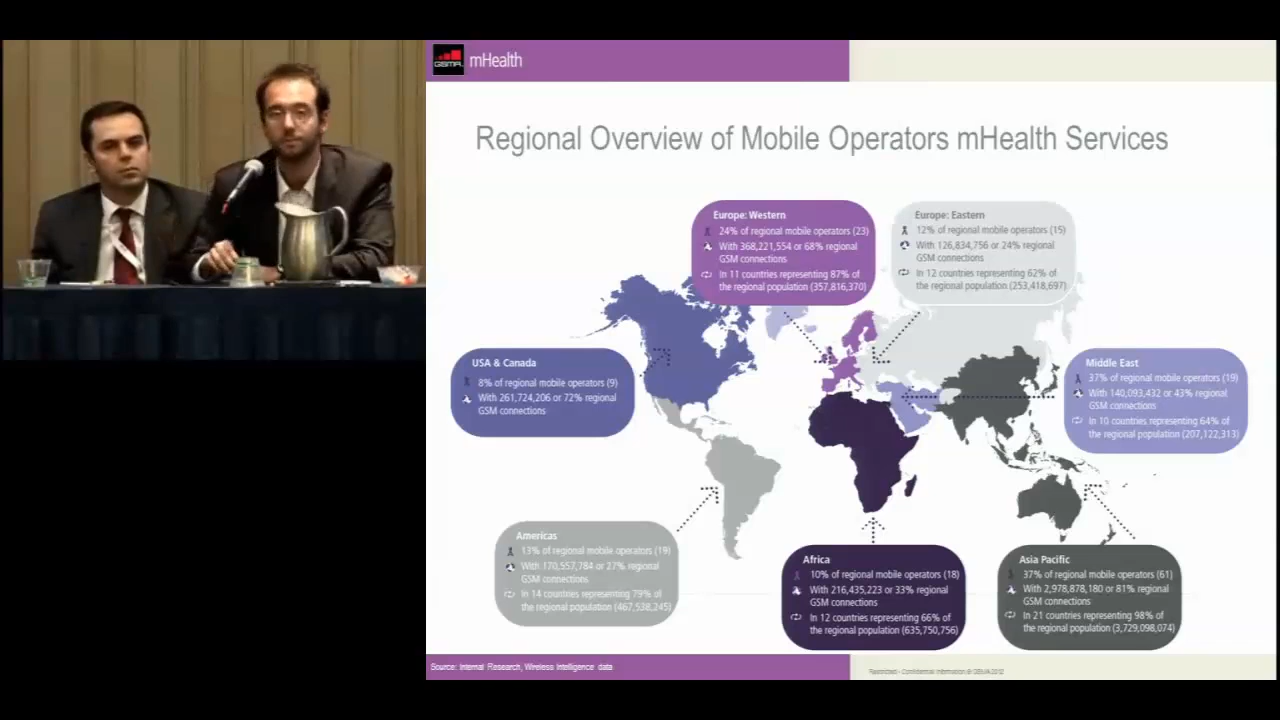 GSMA
mHealth
Regional Overview of Mobile Operators mHealth Services
Europe: Western
24% of regional mobile operators (23)
With 368,221,554 or 68% regional
GSM connections
In 11 countries representing 87% of
the regional population (357,816,370)
Europe: Eastern
12% of regional mobile operators (15)
With 126,834,756 or 24% regional
GSM connections
In 12 countries representing 62% of
the regional population (253,418,697)
USA & Canada
8% of regional mobile operators (9)
With 261,724,206 or 72% regional
GSM connections
Middle East
37% of regional mobile operators (19)
With 140,093,432 or 43% regional
GSM connections
In 10 countries representing 64% of
the regional population (207,122,313)
Americas
13% of regional mobile operators (19)
With 170,557,784 or 27% regional
GSM connections
In 14 countries representing 79% of
the regional population (467,538,245)
Africa
10% of regional mobile operators (18)
With 216,435,223 or 33% regional
GSM connections
In 12 countries representing 66% of
the regional population (635,750,756)
Asia Pacific
37% of regional mobile operators (61)
With 2,978,878,180 or 81% regional
GSM connections
In 21 countries representing 98% of
the regional population (3,729,098,074)
Source: Internal Research, Wireless Intelligence data
Restricted - Confidential Information © GSMA 2012